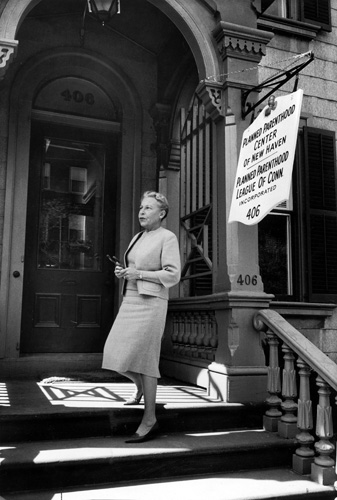 406
PLANNED PARENTHOOD
CENTER
OF NEW HAVEN
PLANNED PARENTHOOD
LEAGUE OF CONN.
INCORPORATED
406
406